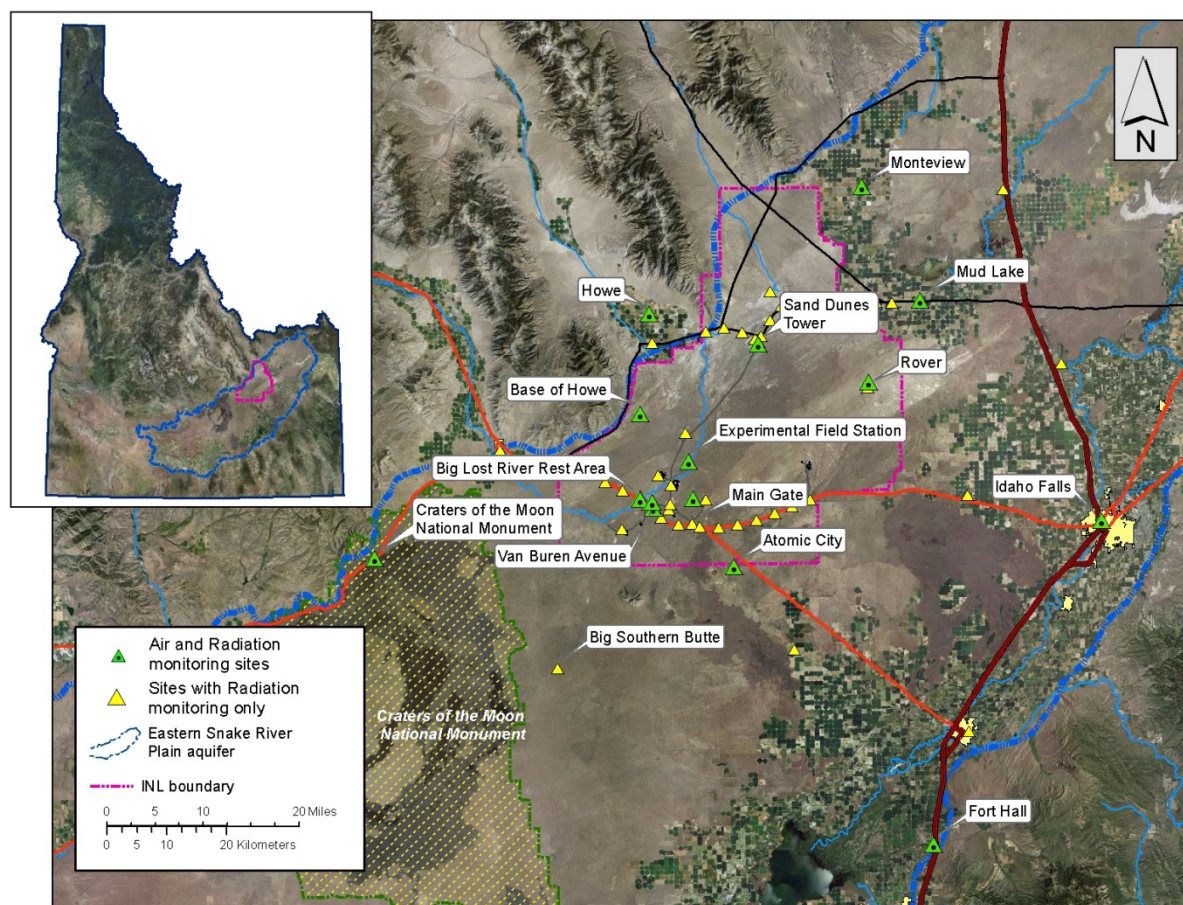 N
Monteview
Mud Lake
Howe
Sand Dunes
Tower
Rover
Base of Howe
Experimental Field Station
Big Lost River Rest Area
Main Gate
Idaho Falls
Craters of the Moon
National Monument
Van Buren Avenue
Atomic City
Big Southern Butte
Air and Radiation
monitoring sites
Sites with Radiation
monitoring only
Eastern Snake River
Plain aquifer
INL boundary
0 5 10 20 Miles
0 5 10 20 Kilometers
Craters of the Moon
National Monument
Fort Hall